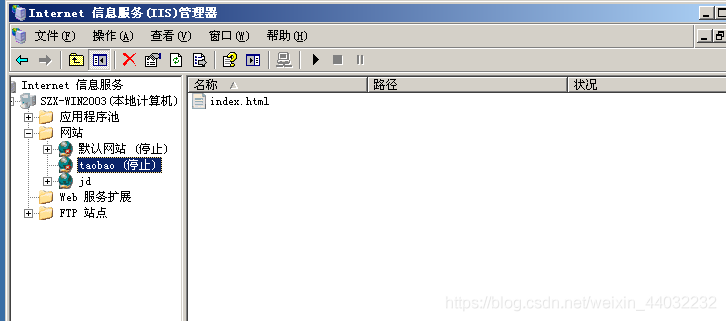 Internet 信息服务(IIS)管理器
文件(F) 操作(A) 查看(V) 窗口(W) 帮助(H)
Internet 信息服务
SZX-WIN2003(本地计算机)
应用程序池
网站
默认网站 (停止)
taobao (停止)
jd
Web 服务扩展
FTP 站点
名称 路径 状况
index.html
https://blog.csdn.net/weixin_44032232